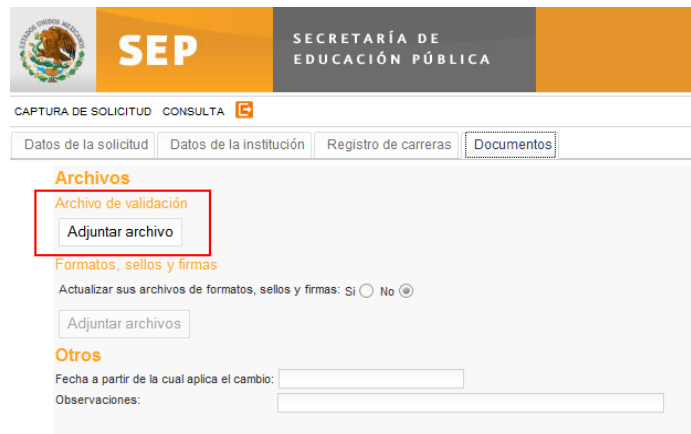 ESTADOS UNIDOS MEXICANOS
SEP
SECRETARÍA DE
EDUCACIÓN PÚBLICA
CAPTURA DE SOLICITUD CONSULTA
Datos de la solicitud Datos de la institución Registro de carreras Documentos
Archivos
Archivo de validación
Adjuntar archivo
Formatos, sellos y firmas
Actualizar sus archivos de formatos, sellos y firmas: Si No
Adjuntar archivos
Otros
Fecha a partir de la cual aplica el cambio:
Observaciones: